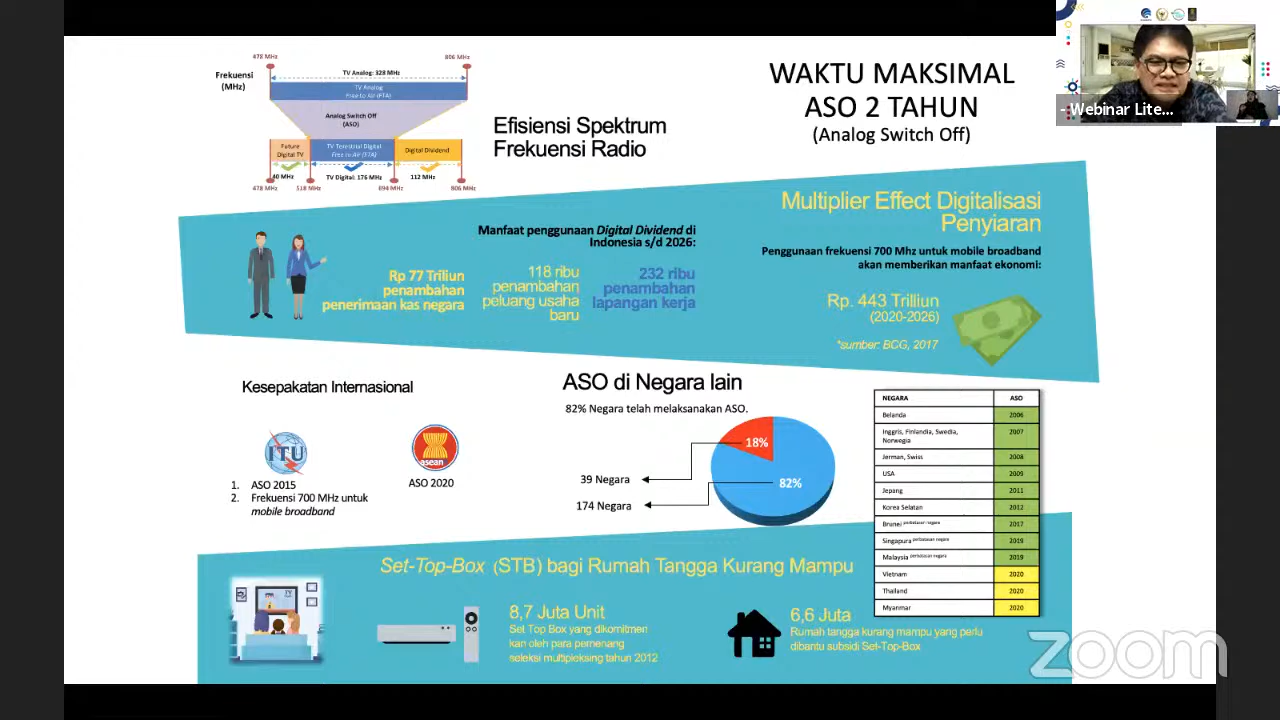 478 MHz
806 MHz
Frekuensi
(MHz)
TV Analog: 328 MHz
TV Analog
Free to Air (FTA)
Analog Switch Off
(ASO)
Future
Digital TV
TV Terestrial Digital
Free to Air (FTA)
Digital Dividend
40 MHz
TV Digital: 176 MHz
112 MHz
478 MHz
518 MHz
694 MHz
806 MHz
Efisiensi Spektrum
Frekuensi Radio
WAKTU MAKSIMAL
ASO 2 TAHUN
(Analog Switch Off)
- Webinar Lite...
Manfaat penggunaan Digital Dividend di
Indonesia s/d 2026:
Rp 77 Triliun
penambahan
penerimaan kas negara
118 ribu
penambahan
peluang usaha
baru
232 ribu
penambahan
lapangan kerja
Multiplier Effect Digitalisasi
Penyiaran
Penggunaan frekuensi 700 Mhz untuk mobile broadband
akan memberikan manfaat ekonomi:
Rp. 443 Trilliun
(2020-2026)
*sumber: BCG, 2017
Kesepakatan Internasional
ITU
1. ASO 2015
2. Frekuensi 700 MHz untuk
mobile broadband
asean
ASO 2020
ASO di Negara lain
82% Negara telah melaksanakan ASO.
18%
82%
39 Negara
174 Negara
NEGARA ASO
Belanda 2006
Inggris, Finlandia, Swedia,
Norwegia 2007
Jerman, Swiss 2008
USA 2009
Jepang 2011
Korea Selatan 2012
Brunei perbatasan negara 2017
Singapura perbatasan negara 2019
Malaysia perbatasan negara 2019
Vietnam 2020
Thailand 2020
Myanmar 2020
Set-Top-Box (STB) bagi Rumah Tangga Kurang Mampu
TV
8,7 Juta Unit
Set Top Box yang dikomitmen
kan oleh para pemenang
seleksi multipleksing tahun 2012
6,6 Juta
Rumah tangga kurang mampu yang perlu
dibantu subsidi Set-Top-Box
zoom